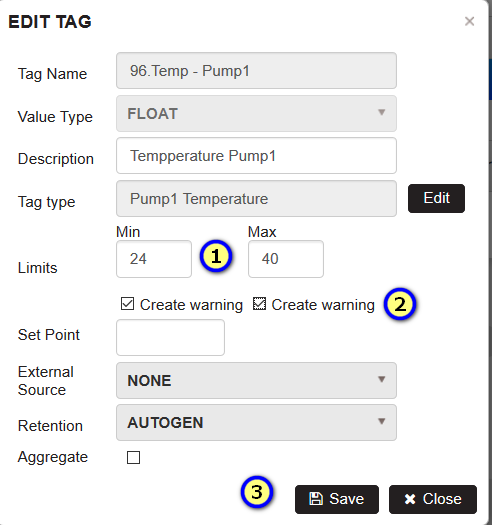 EDIT TAG ×
Tag Name 96.Temp - Pump1
Value Type FLOAT
Description Tempperature Pump1
Tag type Pump1 Temperature Edit
Min Max
Limits 24 1 40
Create warning Create warning 2
Set Point
External
Source NONE
Retention AUTOGEN
Aggregate
3 Save Close